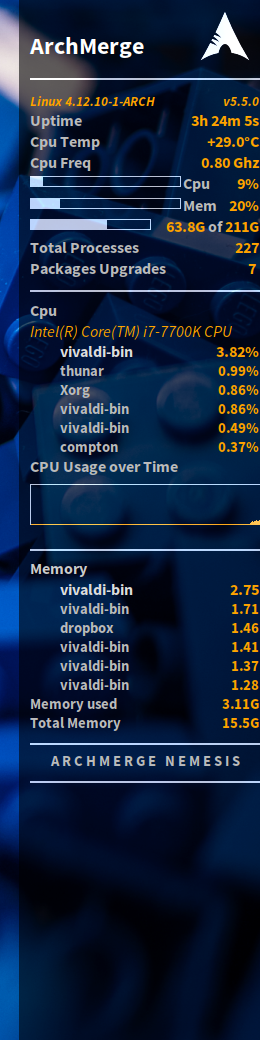 ArchMerge
Linux 4.12.10-1-ARCH v5.5.0
Uptime 3h 24m 5s
Cpu Temp +29.0°C
Cpu Freq 0.80 Ghz
Cpu 9%
Mem 20%
63.8G of 211G
Total Processes 227
Packages Upgrades 7
Cpu
Intel(R) Core(TM) i7-7700K CPU
vivaldi-bin 3.82%
thunar 0.99%
Xorg 0.86%
vivaldi-bin 0.86%
vivaldi-bin 0.49%
compton 0.37%
CPU Usage over Time
Memory
vivaldi-bin 2.75
vivaldi-bin 1.71
dropbox 1.46
vivaldi-bin 1.41
vivaldi-bin 1.37
vivaldi-bin 1.28
Memory used 3.11G
Total Memory 15.5G
ARCHMERGE NEMESIS